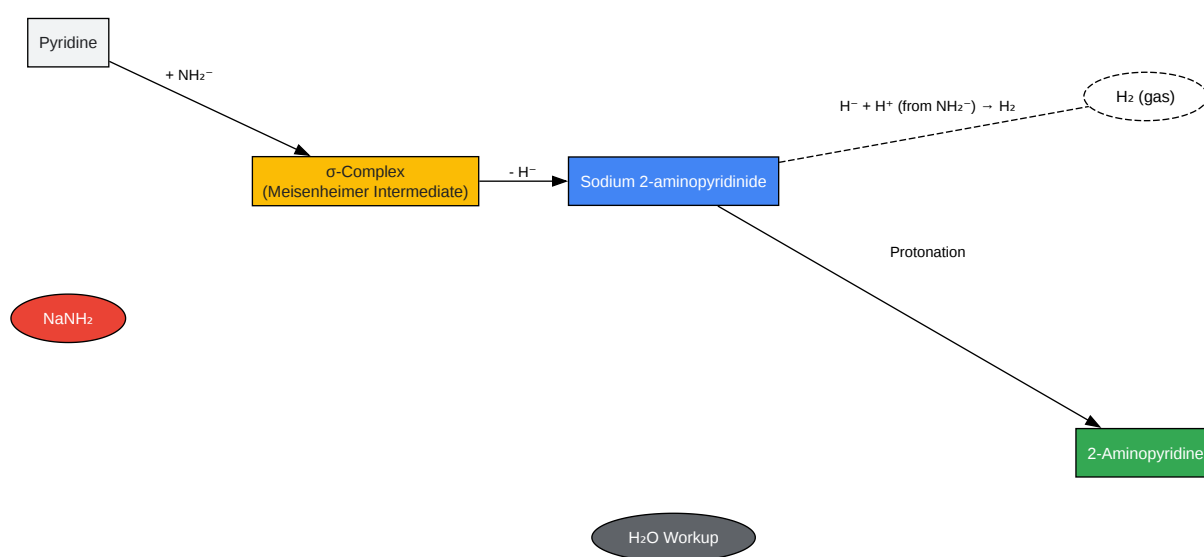 Pyridine
+ NH₂⁻
H₂ (gas)
H⁻ + H⁺ (from NH₂⁻) → H₂
σ-Complex
(Meisenheimer Intermediate)
- H⁻
Sodium 2-aminopyridinide
Protonation
NaNH₂
2-Aminopyridine
H₂O Workup